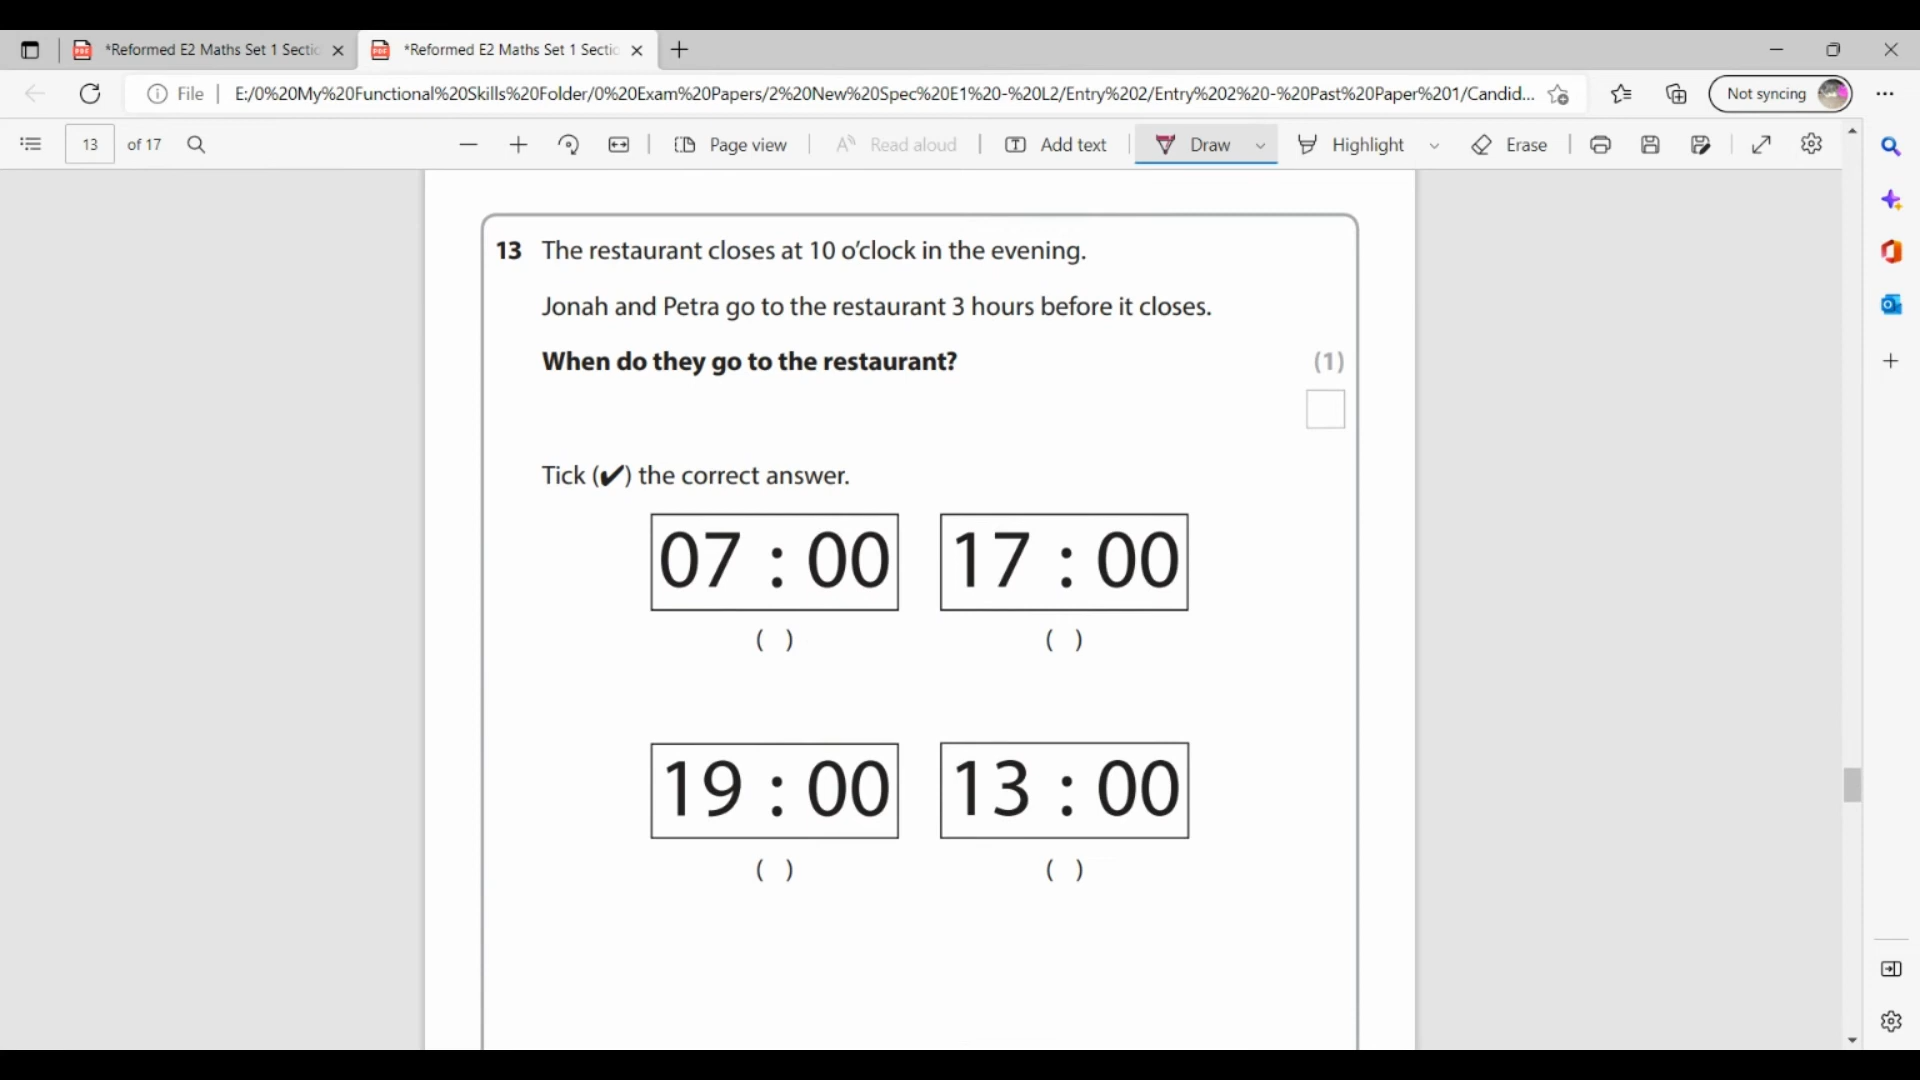 *Reformed E2 Maths Set 1 Sectio
*Reformed E2 Maths Set 1 Sectio
File
E:/0%20My%20Functional%20Skills%20Folder/0%20Exam%20Papers/2%20New%20Spec%20E1%20-%20L2/Entry%202/Entry%202%20-%20Past%20Paper%201/Candid...
Not syncing
13 of 17
Page view
Read aloud
Add text
Draw
Highlight
Erase
13 The restaurant closes at 10 o’clock in the evening.
Jonah and Petra go to the restaurant 3 hours before it closes.
When do they go to the restaurant? (1)
Tick (✔) the correct answer.
07 : 00 17 : 00
( ) ( )
19 : 00 13 : 00
( ) ( )